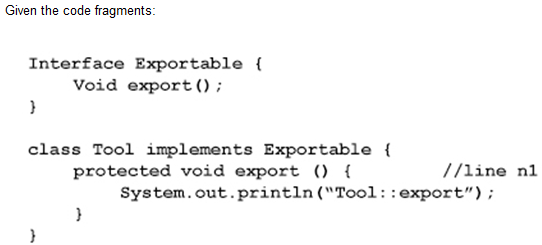 Given the code fragments:
Interface Exportable {
Void export();
}
class Tool implements Exportable {
protected void export () { //line n1
System.out.println("Tool::export");
}
}